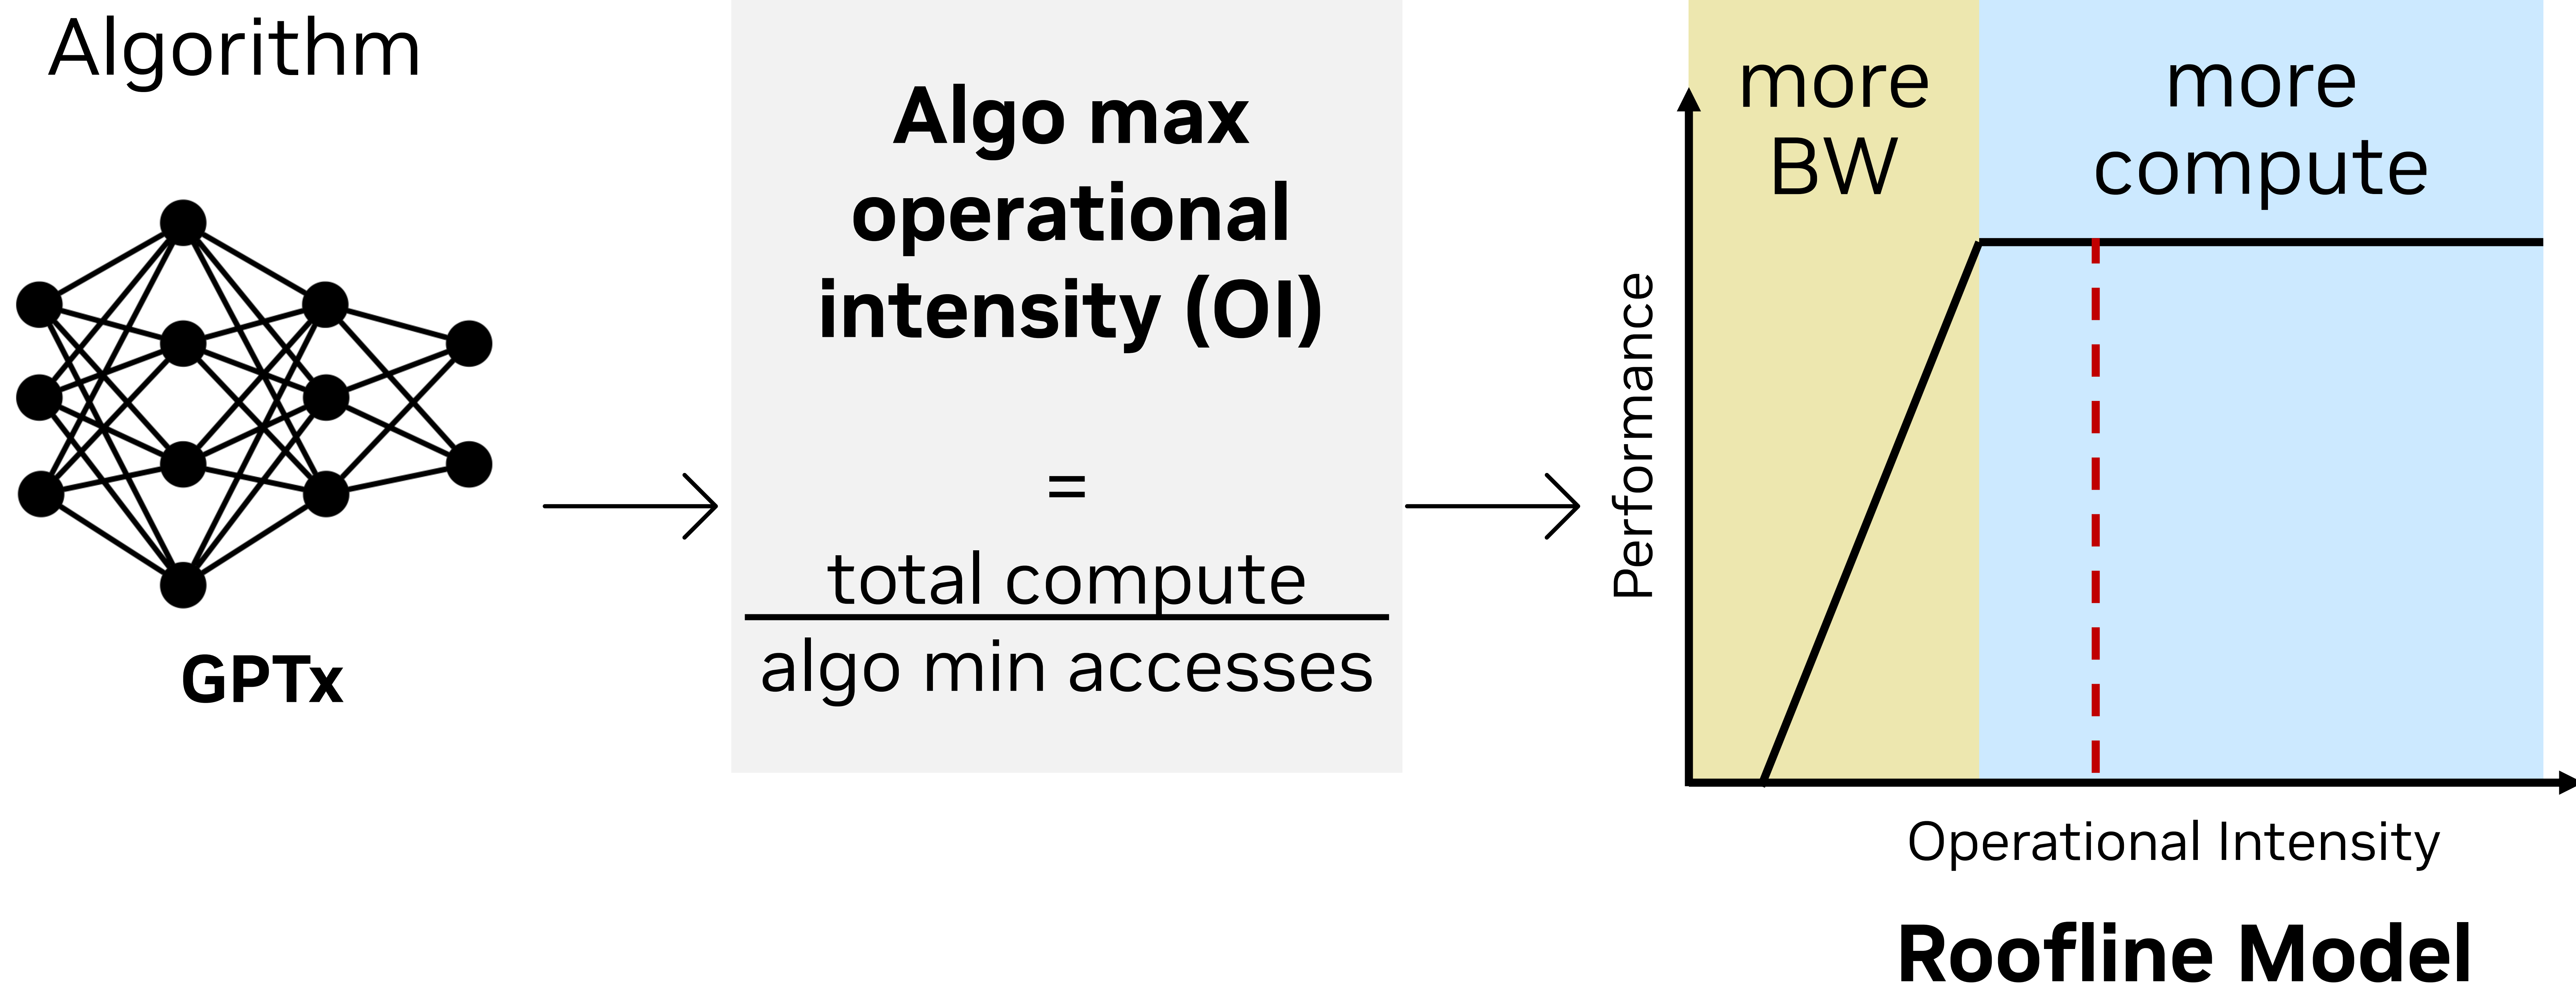 Algorithm
GPTx
Algo max
operational
intensity (OI)
=
total compute
algo min accesses
more
BW
more
compute
Performance
Operational Intensity
Roofline Model